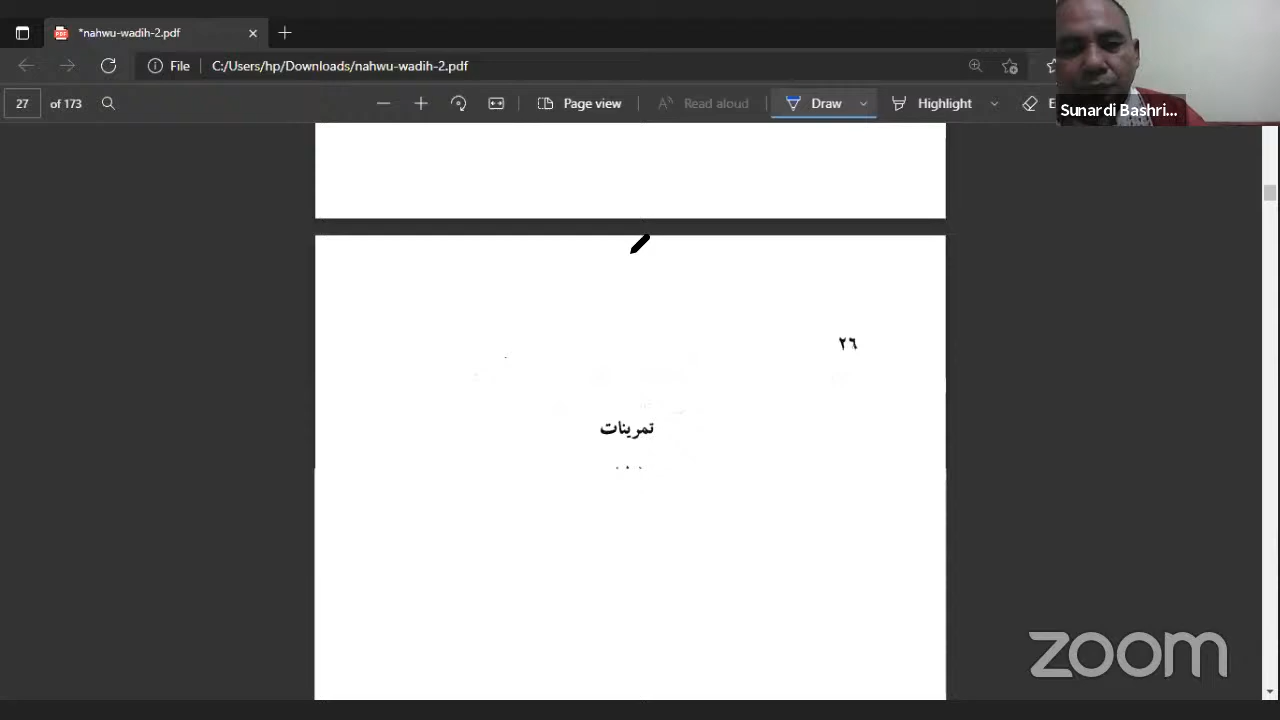 *nahwu-wadih-2.pdf
File C:/Users/hp/Downloads/nahwu-wadih-2.pdf
27 of 173 Page view Read aloud Draw Highlight E
Sunardi Bashri...
٢٦
تمرينات
zoom